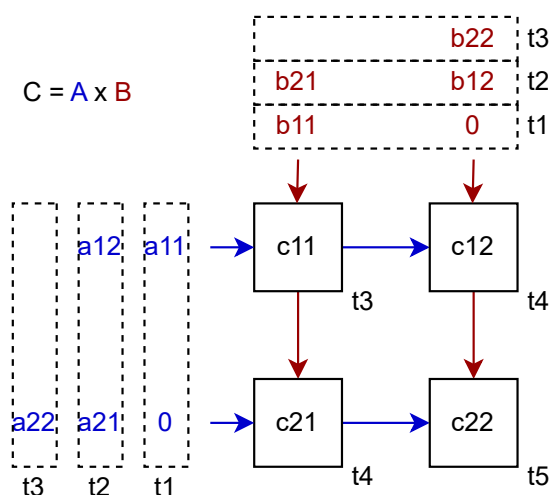 b22 t3
C = A x B
b21 b12 t2
b11 0 t1
a12 a11 c11 c12
t3 t4
a22 a21 0 c21 c22
t3 t2 t1 t4 t5